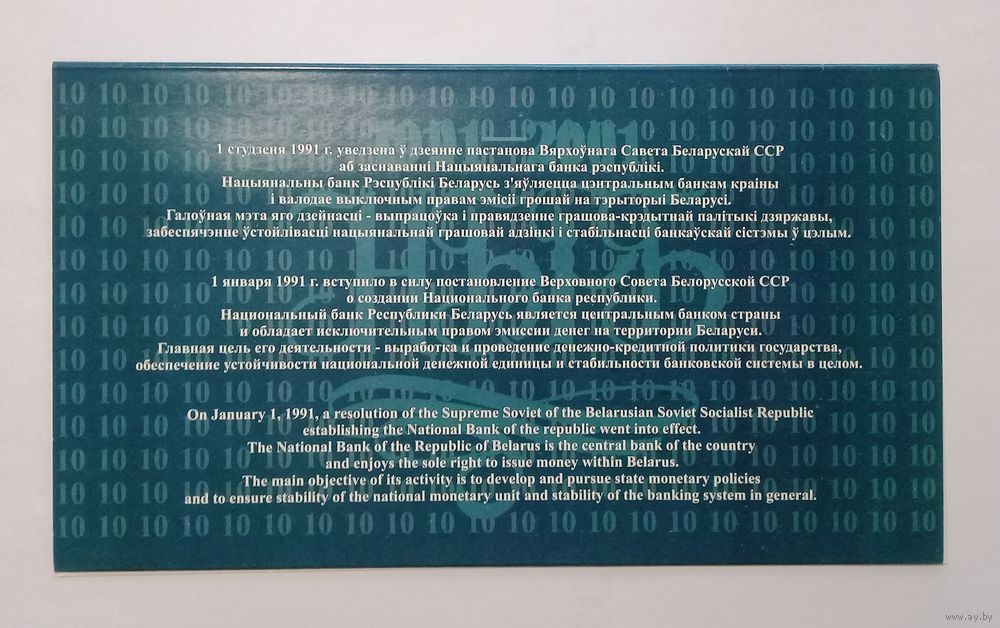 1 студзеня 1991 г. уведзена ў дзеянне пастанова Вярхоўнага Савета Беларускай ССР
аб заснаванні Нацыянальнага банка рэспублікі.
Нацыянальны банк Рэспублікі Беларусь з'яўляецца цэнтральным банкам краіны
і валодае выключным правам эмісіі грошай на тэрыторыі Беларусі.
Галоўная мэта яго дзейнасці - выпрацоўка і правядзенне грашова-крэдытнай палітыкі дзяржавы,
забеспячэнне ўстойлівасці нацыянальнай грашовай адзінкі і стабільнасці банкаўскай сістэмы ў цэлым.
1 января 1991 г. вступило в силу постановление Верховного Совета Белорусской ССР
о создании Национального банка республики.
Национальный банк Республики Беларусь является центральным банком страны
и обладает исключительным правом эмиссии денег на территории Беларуси.
Главная цель его деятельности - выработка и проведение денежно-кредитной политики государства,
обеспечение устойчивости национальной денежной единицы и стабильности банковской системы в целом.
On January 1, 1991, a resolution of the Supreme Soviet of the Belarusian Soviet Socialist Republic
establishing the National Bank of the republic went into effect.
The National Bank of the Republic of Belarus is the central bank of the country
and enjoys the sole right to issue money within Belarus.
The main objective of its activity is to develop and pursue state monetary policies
and to ensure stability of the national monetary unit and stability of the banking system in general.
www.ay.by